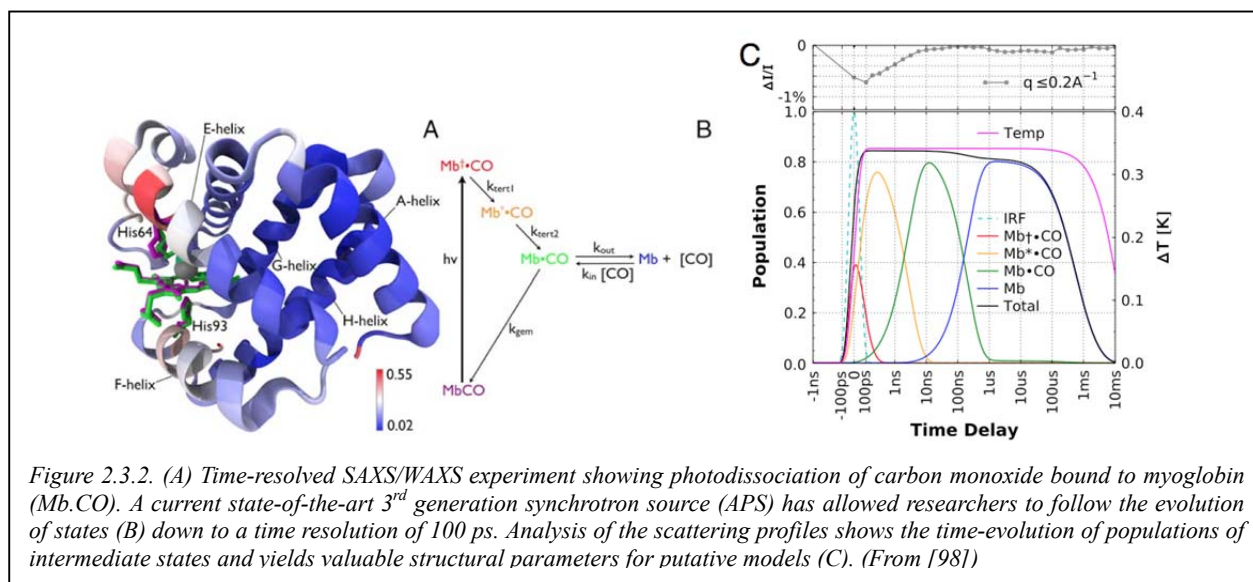 A
E-helix
A-helix
His64
G-helix
His93
H-helix
F-helix
0.55
0.02
B
Mb†•CO
k_tert1
Mb*•CO
k_tert2
hν
Mb•CO
k_out
k_in [CO]
Mb + [CO]
k_gem
MbCO
C
0
-1%
ΔI/I
q ≤0.2A⁻¹
1.0
0.8
0.6
0.4
0.2
0.0
Population
Temp
IRF
Mb†•CO
Mb*•CO
Mb•CO
Mb
Total
0.4
0.3
0.2
0.1
0.0
ΔT [K]
-1ns
-100ps
0
100ps
1ns
10ns
100ns
1us
10us
100us
1ms
10ms
Time Delay
Figure 2.3.2. (A) Time-resolved SAXS/WAXS experiment showing photodissociation of carbon monoxide bound to myoglobin
(Mb.CO). A current state-of-the-art 3rd generation synchrotron source (APS) has allowed researchers to follow the evolution
of states (B) down to a time resolution of 100 ps. Analysis of the scattering profiles shows the time-evolution of populations of
intermediate states and yields valuable structural parameters for putative models (C). (From [98])